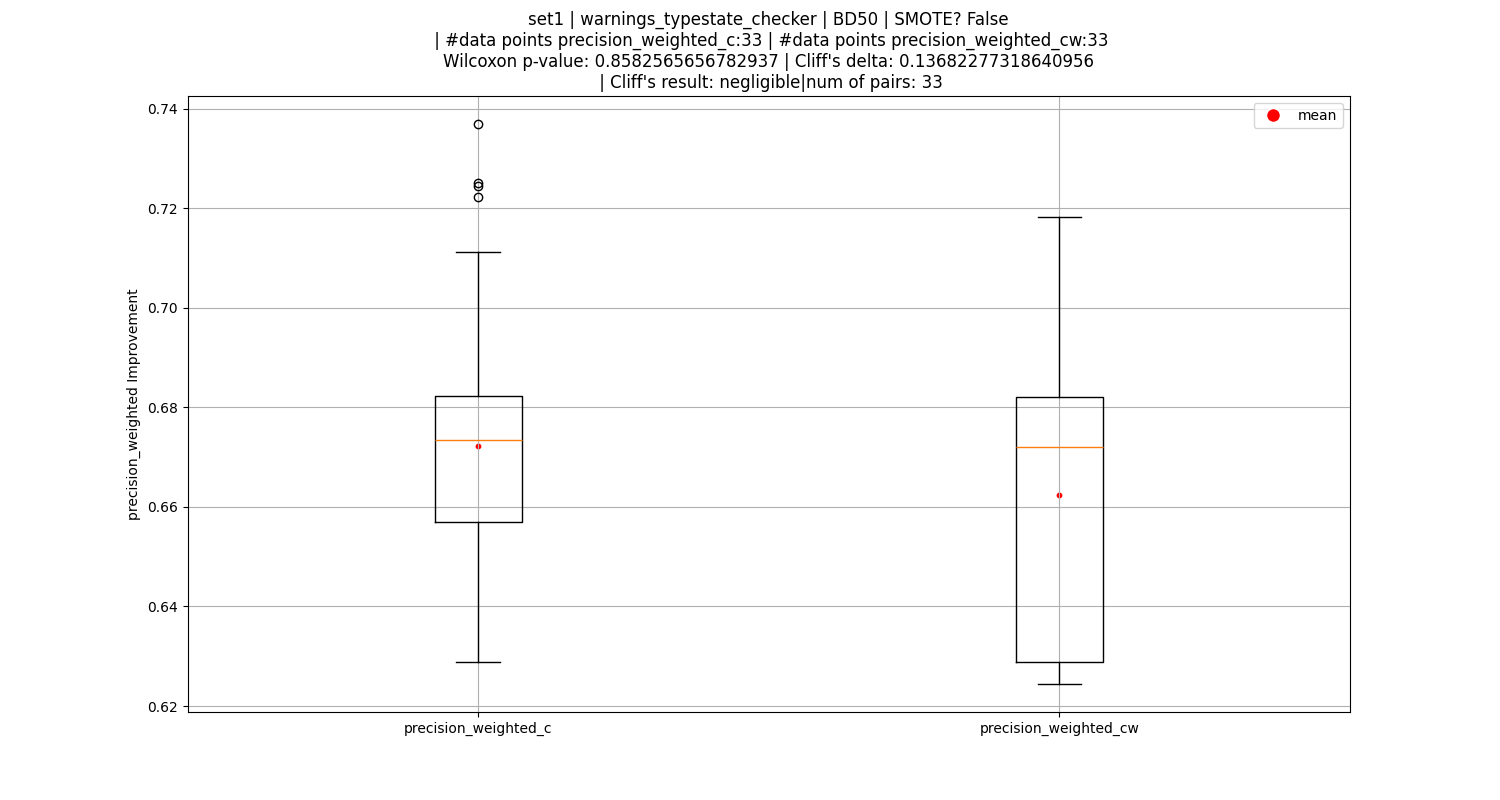 set1 | warnings_typestate_checker | BD50 | SMOTE? False
| #data points precision_weighted_c:33 | #data points precision_weighted_cw:33
Wilcoxon p-value: 0.8582565656782937 | Cliff's delta: 0.13682277318640956
| Cliff's result: negligible|num of pairs: 33
mean
0.74
0.72
0.70
0.68
0.66
0.64
0.62
precision_weighted Improvement
precision_weighted_c
precision_weighted_cw